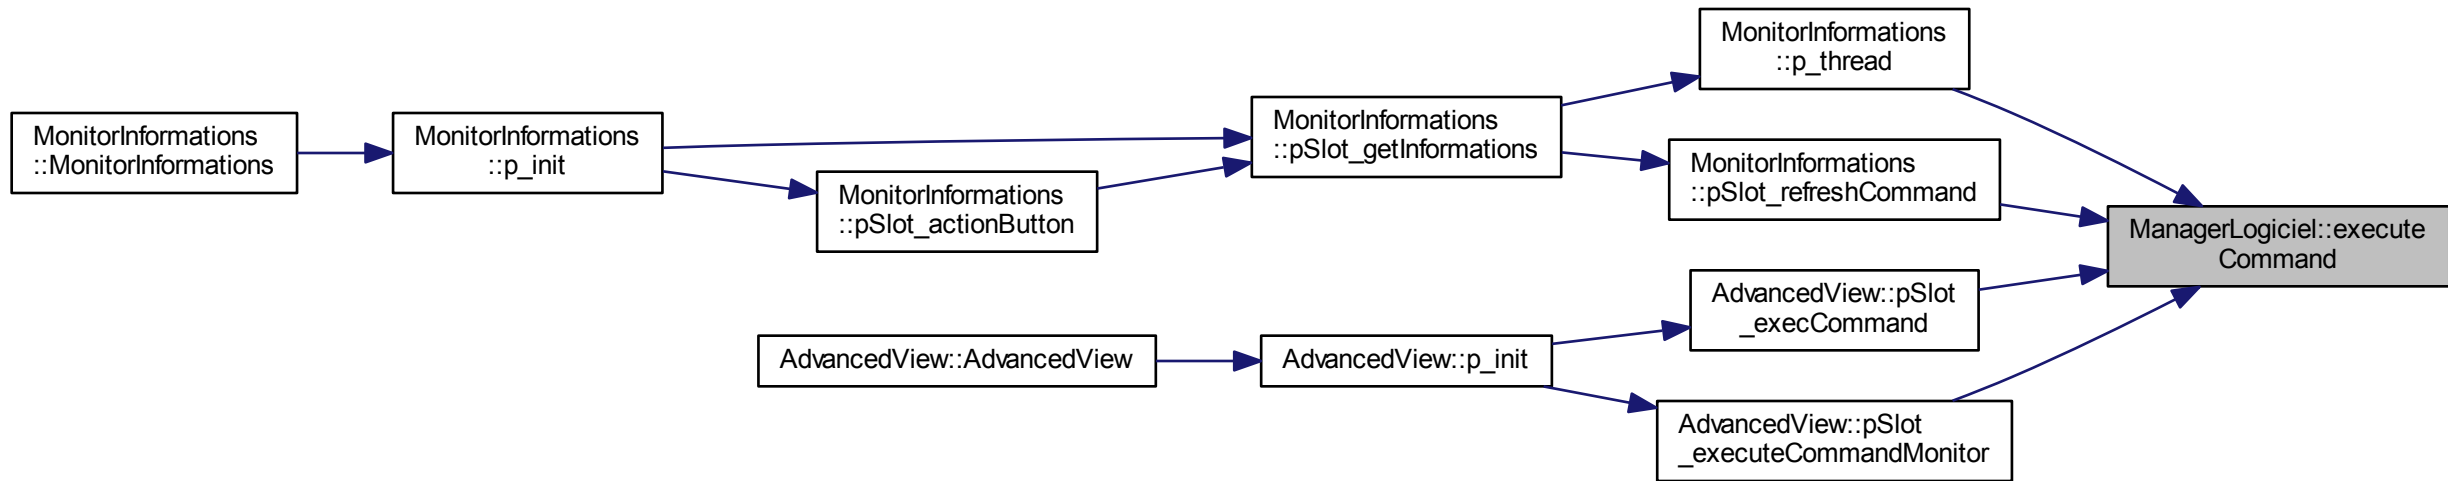 MonitorInformations
::MonitorInformations
MonitorInformations
::p_init
MonitorInformations
::pSlot_actionButton
MonitorInformations
::pSlot_getInformations
MonitorInformations
::p_thread
MonitorInformations
::pSlot_refreshCommand
ManagerLogiciel::execute
Command
AdvancedView::pSlot
_execCommand
AdvancedView::AdvancedView
AdvancedView::p_init
AdvancedView::pSlot
_executeCommandMonitor